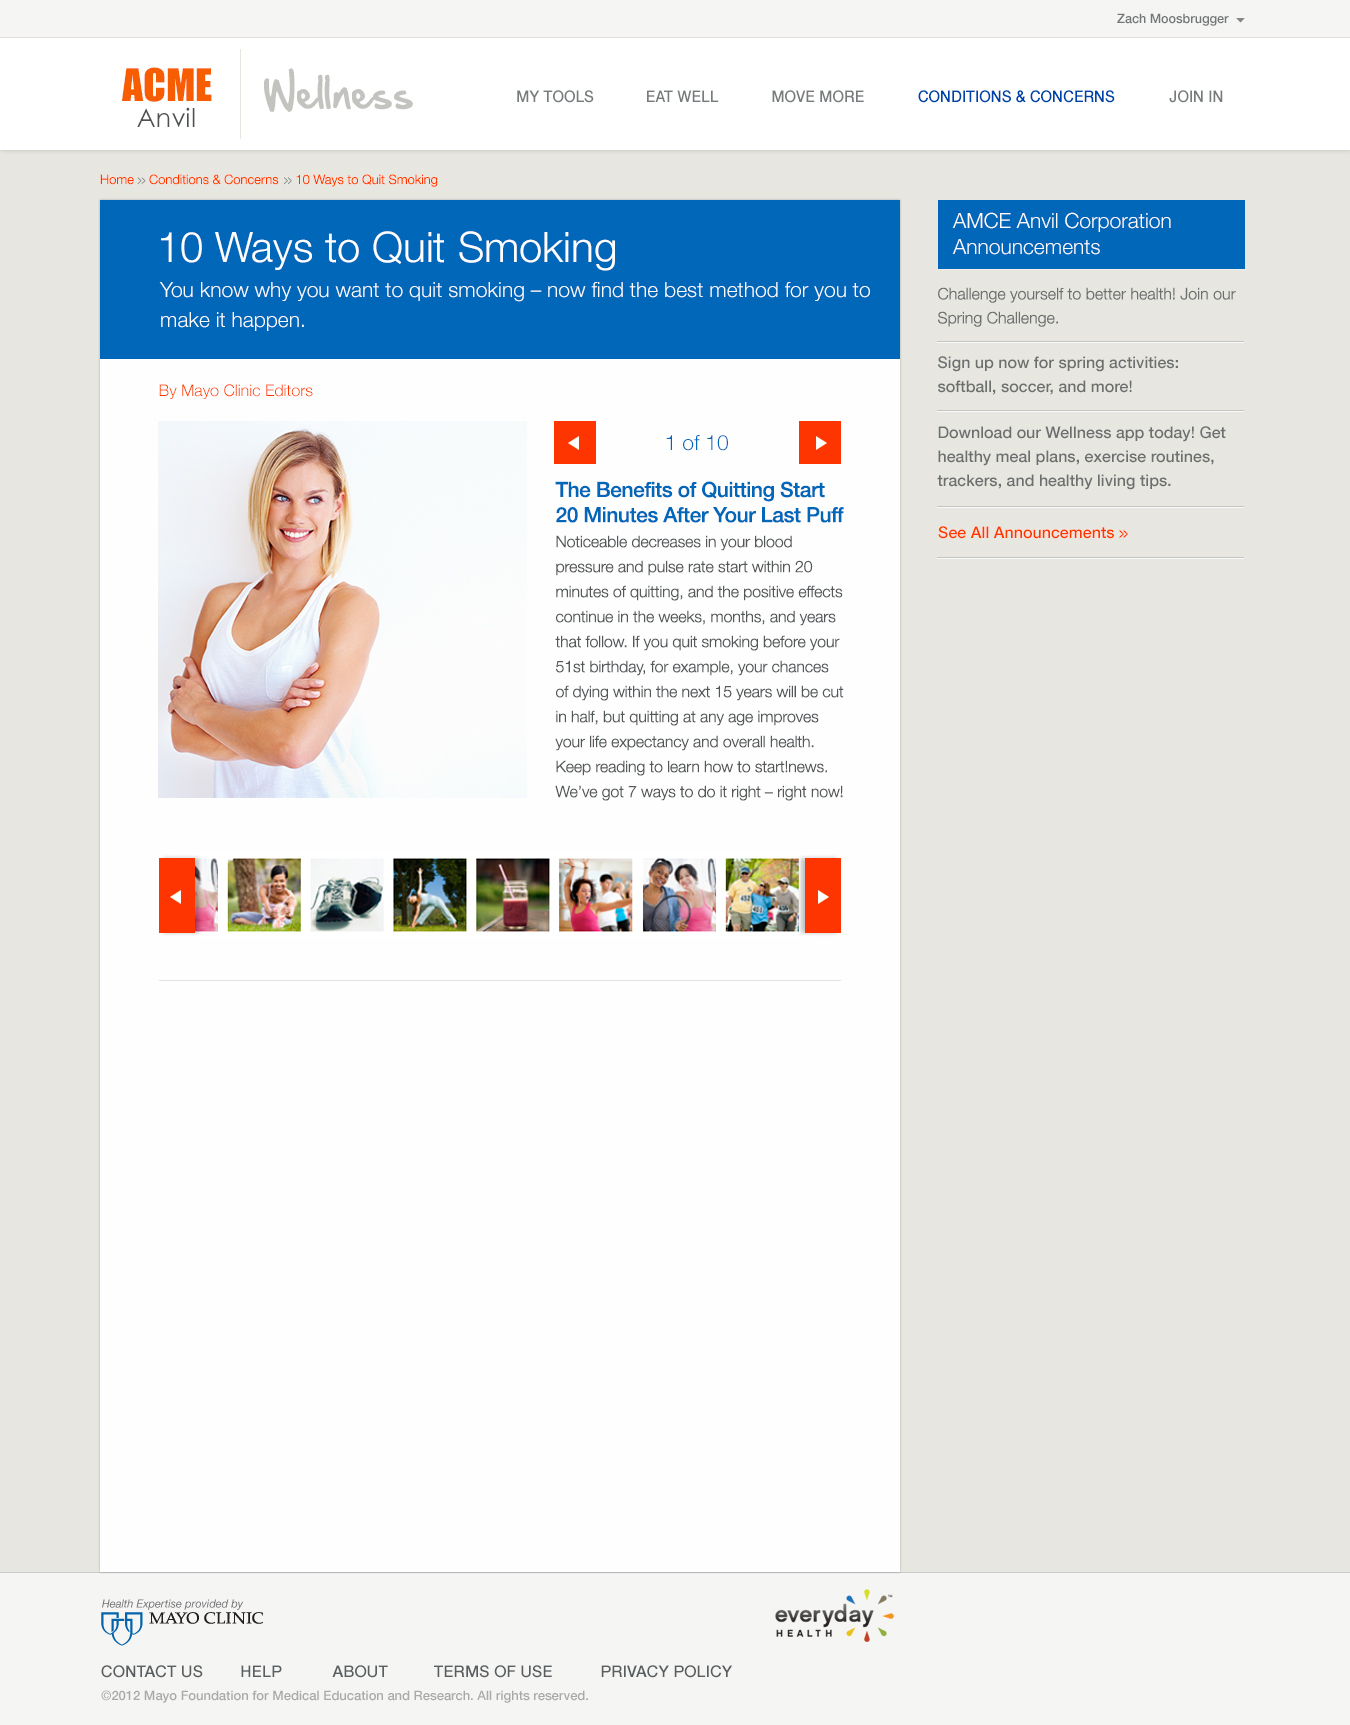 Zach Moosbrugger
ACME
Anvil
Wellness
MY TOOLS
EAT WELL
MOVE MORE
CONDITIONS & CONCERNS
JOIN IN
Home » Conditions & Concerns » 10 Ways to Quit Smoking
10 Ways to Quit Smoking
You know why you want to quit smoking – now find the best method for you to
make it happen.
By Mayo Clinic Editors
1 of 10
The Benefits of Quitting Start
20 Minutes After Your Last Puff
Noticeable decreases in your blood
pressure and pulse rate start within 20
minutes of quitting, and the positive effects
continue in the weeks, months, and years
that follow. If you quit smoking before your
51st birthday, for example, your chances
of dying within the next 15 years will be cut
in half, but quitting at any age improves
your life expectancy and overall health.
Keep reading to learn how to start!news.
We've got 7 ways to do it right – right now!
AMCE Anvil Corporation
Announcements
Challenge yourself to better health! Join our
Spring Challenge.
Sign up now for spring activities:
softball, soccer, and more!
Download our Wellness app today! Get
healthy meal plans, exercise routines,
trackers, and healthy living tips.
See All Announcements »
Health Expertise provided by
MAYO CLINIC
everyday
HEALTH
CONTACT US
HELP
ABOUT
TERMS OF USE
PRIVACY POLICY
©2012 Mayo Foundation for Medical Education and Research. All rights reserved.